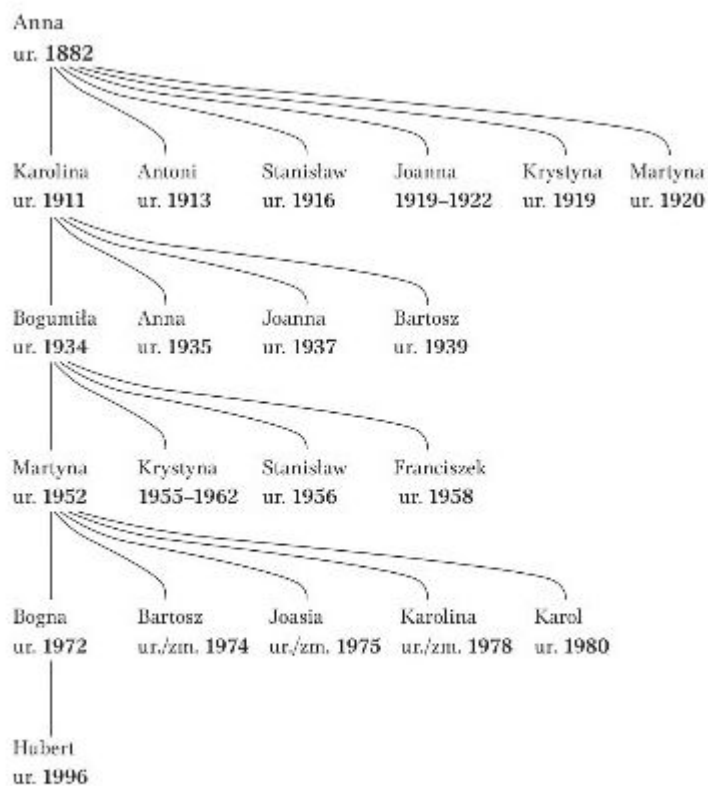 Anna
ur. 1882
Karolina Antoni Stanisław Joanna Krystyna Martyna
ur. 1911 ur. 1913 ur. 1916 1919–1922 ur. 1919 ur. 1920
Bogumiła Anna Joanna Bartosz
ur. 1934 ur. 1935 ur. 1937 ur. 1939
Martyna Krystyna Stanisław Franciszek
ur. 1952 1955–1962 ur. 1956 ur. 1958
Bogna Bartosz Joasia Karolina Karol
ur. 1972 ur./zm. 1974 ur./zm. 1975 ur./zm. 1978 ur. 1980
Hubert
ur. 1996